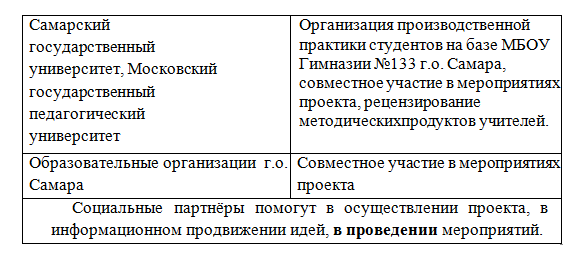 Самарский
государственный
университет, Московский
государственный
педагогический
университет
Организация производственной
практики студентов на базе МБОУ
Гимназии №133 г.о. Самара,
совместное участие в мероприятиях
проекта, рецензирование
методическихпродуктов учителей.
Образовательные организации г.о.
Самара
Совместное участие в мероприятиях
проекта
Социальные партнёры помогут в осуществлении проекта, в
информационном продвижении идей, в проведении мероприятий.